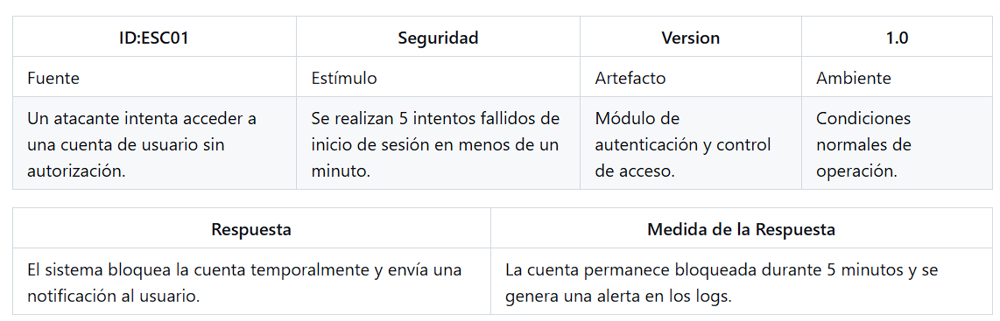 ID:ESC01 Seguridad Version 1.0
Fuente Estímulo Artefacto Ambiente
Un atacante intenta acceder a Se realizan 5 intentos fallidos de Módulo de Condiciones
una cuenta de usuario sin inicio de sesión en menos de un autenticación y control normales de
autorización. minuto. de acceso. operación.
Respuesta Medida de la Respuesta
El sistema bloquea la cuenta temporalmente y envía una La cuenta permanece bloqueada durante 5 minutos y se
notificación al usuario. genera una alerta en los logs.